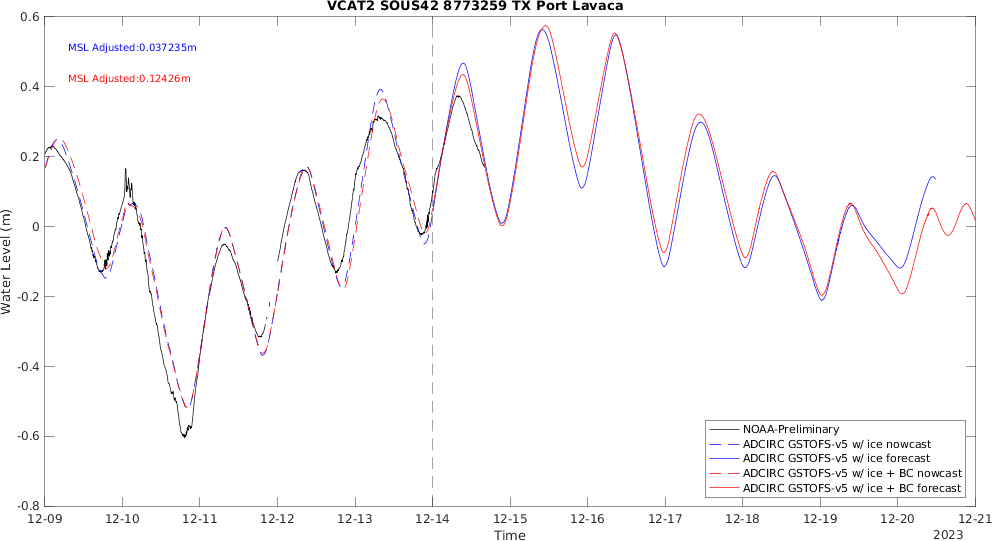 VCAT2 SOUS42 8773259 TX Port Lavaca
MSL Adjusted:0.037235m
MSL Adjusted:0.12426m
Water Level (m)
0.6
0.4
0.2
0
-0.2
-0.4
-0.6
-0.8
NOAA-Preliminary
ADCIRC GSTOFS-v5 w/ ice nowcast
ADCIRC GSTOFS-v5 w/ ice forecast
ADCIRC GSTOFS-v5 w/ ice + BC nowcast
ADCIRC GSTOFS-v5 w/ ice + BC forecast
12-09 12-10 12-11 12-12 12-13 12-14 12-15 12-16 12-17 12-18 12-19 12-20 12-21
Time
2023